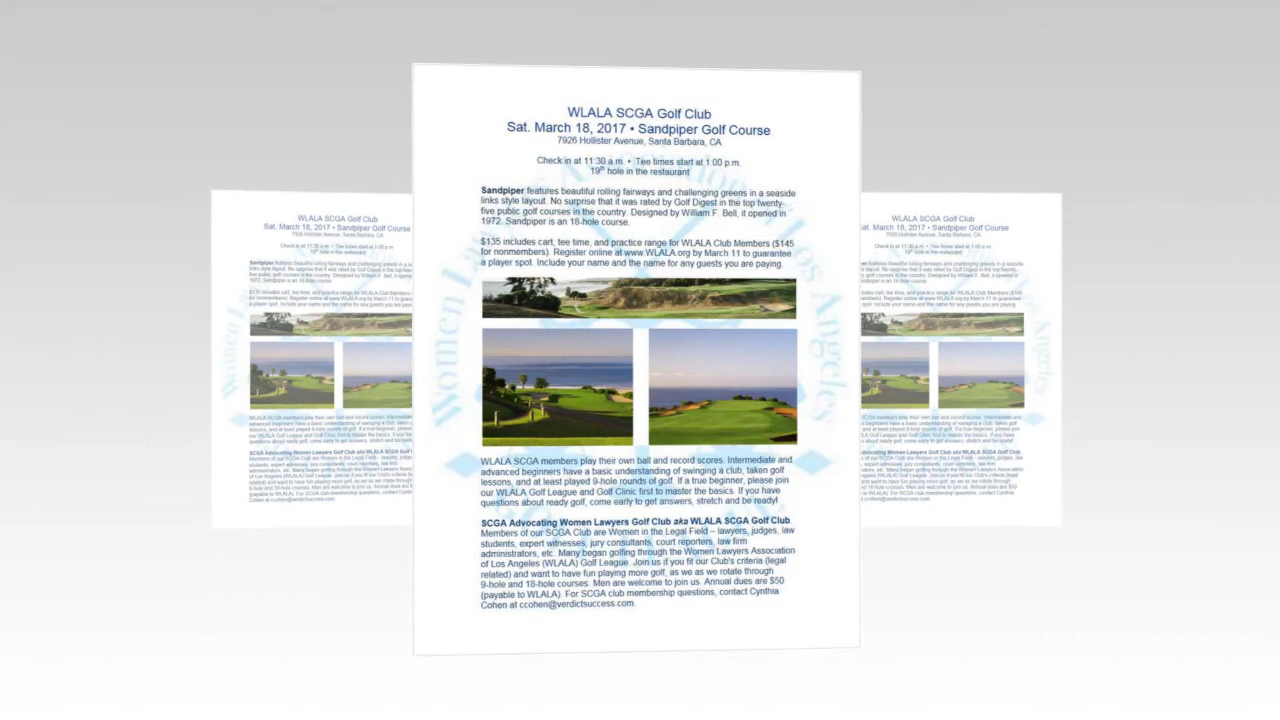 WLALA SCGA Golf Club
Sat. March 18, 2017 • Sandpiper Golf Course
7926 Hollister Avenue, Santa Barbara, CA
Check in at 11:30 a.m. • Tee times start at 1:00 p.m.
19th hole in the restaurant
Sandpiper features beautiful rolling fairways and challenging greens in a seaside
links style layout. No surprise that it was rated by Golf Digest in the top twenty-
five public golf courses in the country. Designed by William F. Bell, it opened in
1972. Sandpiper is an 18-hole course.
$135 includes cart, tee time, and practice range for WLALA Club Members ($145
for nonmembers). Register online at www.WLALA.org by March 11 to guarantee
a player spot. Include your name and the name for any guests you are paying.
WLALA SCGA members play their own ball and record scores. Intermediate and
advanced beginners have a basic understanding of swinging a club, taken golf
lessons, and at least played 9-hole rounds of golf. If a true beginner, please join
our WLALA Golf League and Golf Clinic first to master the basics. If you have
questions about ready golf, come early to get answers, stretch and be ready!
SCGA Advocating Women Lawyers Golf Club aka WLALA SCGA Golf Club
Members of our SCGA Club are Women in the Legal Field – lawyers, judges, law
students, expert witnesses, jury consultants, court reporters, law firm
administrators, etc. Many began golfing through the Women Lawyers Association
of Los Angeles (WLALA) Golf League. Join us if you fit our Club's criteria (legal
related) and want to have fun playing more golf, as we as we rotate through
9-hole and 18-hole courses. Men are welcome to join us. Annual dues are $50
(payable to WLALA). For SCGA club membership questions, contact Cynthia
Cohen at ccohen@verdictsuccess.com.